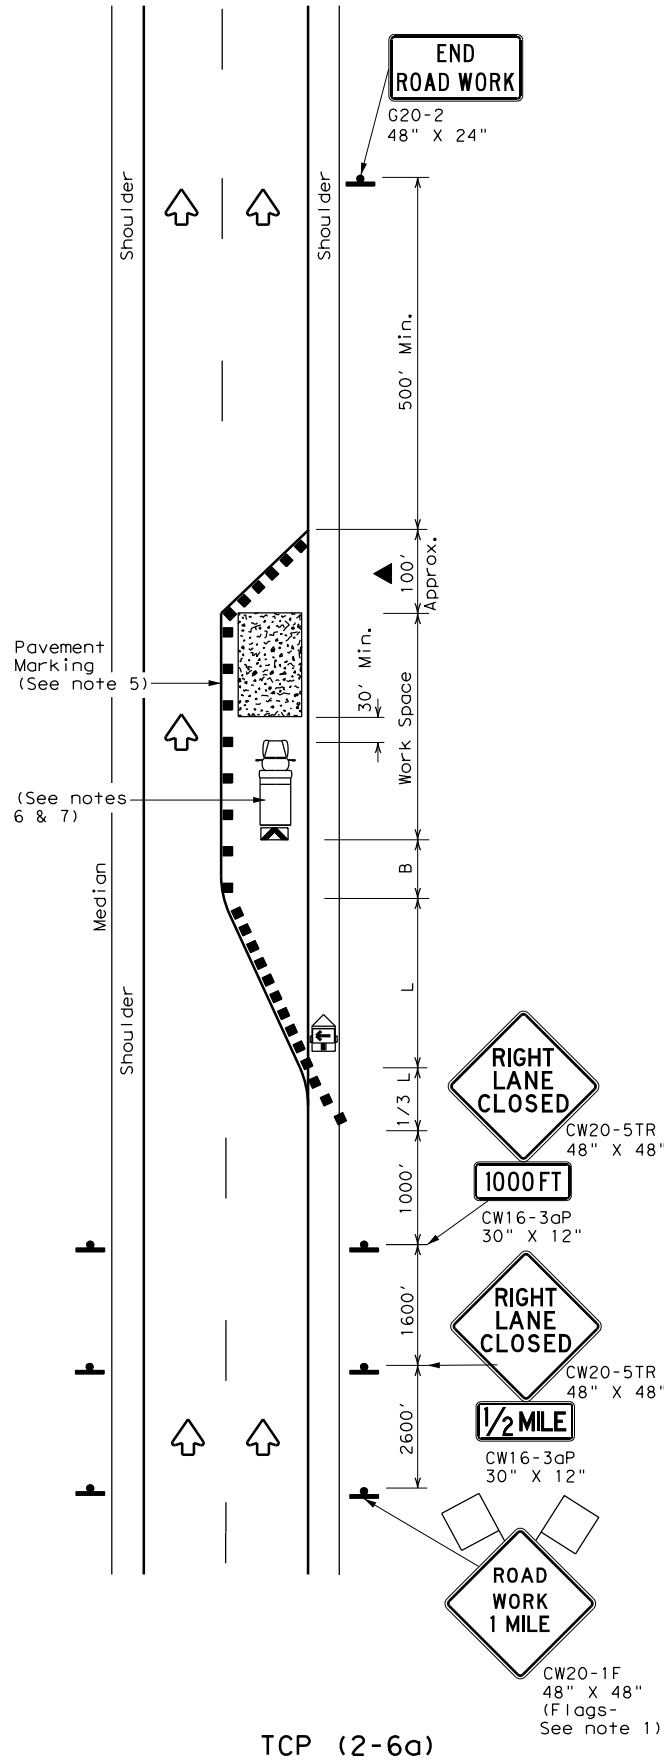 END
ROAD WORK
G20-2
48" X 24"
Shoulder
Shoulder
500' Min.
100'
Approx.
Pavement
Marking
(See note 5)
30' Min.
Work Space
(See notes
6 & 7)
B
Median
L
Shoulder
1/3 L
RIGHT
LANE
CLOSED
CW20-5TR
48" X 48"
1000 FT
CW16-3aP
30" X 12"
1000'
1600'
RIGHT
LANE
CLOSED
CW20-5TR
48" X 48"
1/2 MILE
CW16-3aP
30" X 12"
2600'
ROAD
WORK
1 MILE
CW20-1F
48" X 48"
(Flags-
See note 1)
TCP (2-6a)